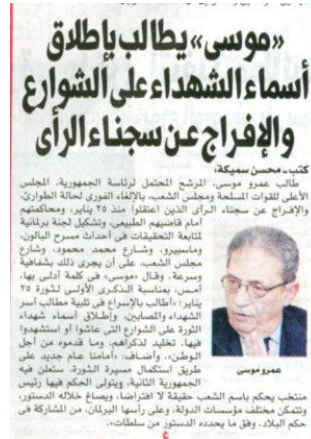 «موسى» يطالب بإطلاق
أسماء الشهداء على الشوارع
والإفراج عن سجناء الرأى
كتب ـ محسن سميكة:
طالب عمرو موسى، المرشح المحتمل لرئاسة الجمهورية، المجلس
الأعلى للقوات المسلحة ومجلس الشعب، بالإلغاء الفورى لحالة الطوارئ،
والإفراج عن سجناء الرأى الذين اعتقلوا منذ ٢٥ يناير، ومحاكمتهم
أمام قاضيهم الطبيعى، وتشكيل لجنة برلمانية
لمتابعة التحقيقات فى أحداث مسرح البالون،
وماسبيرو، وشارع محمد محمود، وشارع
مجلس الشعب، على أن يجرى ذلك بشفافية
وسرعة. وقال «موسى» فى كلمة أدلى بها،
أمس، بمناسبة الذكرى الأولى لثورة ٢٥
يناير: «أطالب بالإسراع فى تلبية مطالب أسر
الشهداء والمصابين، وإطلاق أسماء شهداء
الثورة على الشوارع التى عاشوا أو استشهدوا
فيها، تخليد لذكراهم، وما قدموه من أجل
الوطن»، وأضاف: «أمامنا عام جديد على
طريق استكمال مسيرة الثورة، ستعلن فيه
الجمهورية الثانية، ويتولى الحكم فيها رئيس
عمرو موسى
منتخب يحكم باسم الشعب حقيقة لا افتراضا، ويصاغ خلاله الدستور،
وتتمكن مختلف مؤسسات الدولة، وعلى رأسها البرلمان، من المشاركة فى
حكم البلاد، وفق ما يحدده الدستور من سلطات».